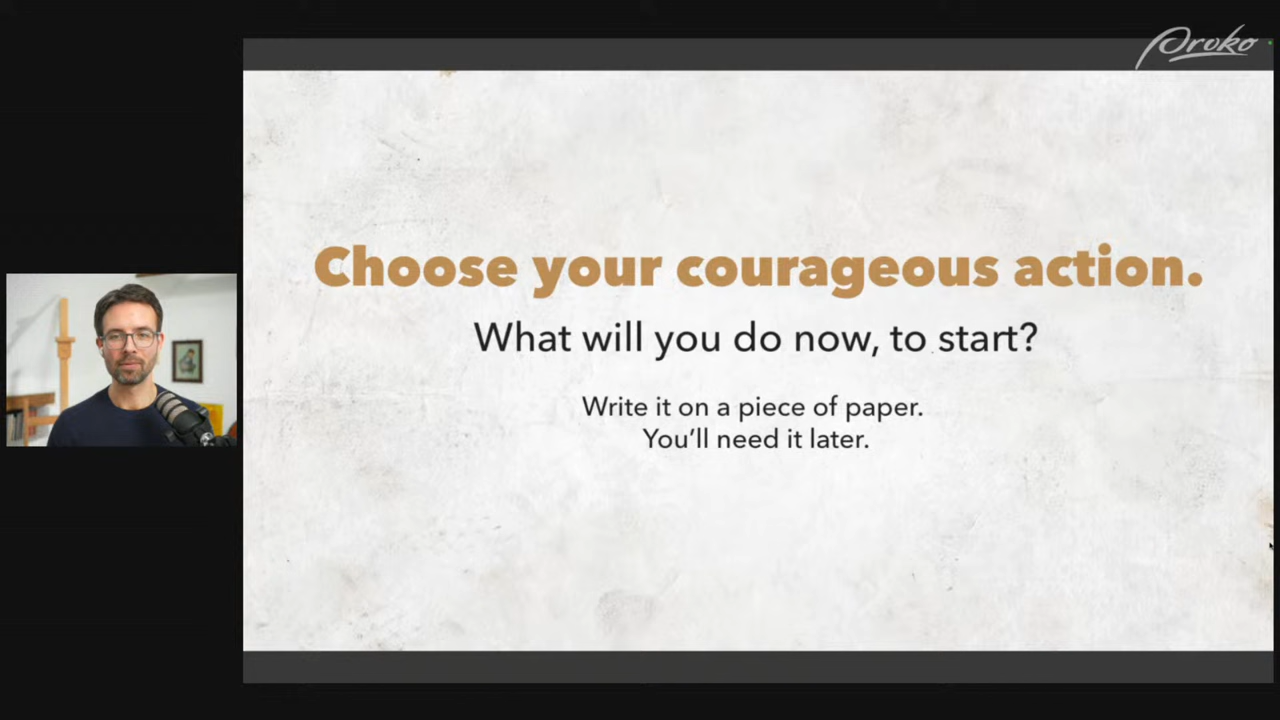 Proko
Choose your courageous action.
What will you do now, to start?
Write it on a piece of paper.
You'll need it later.